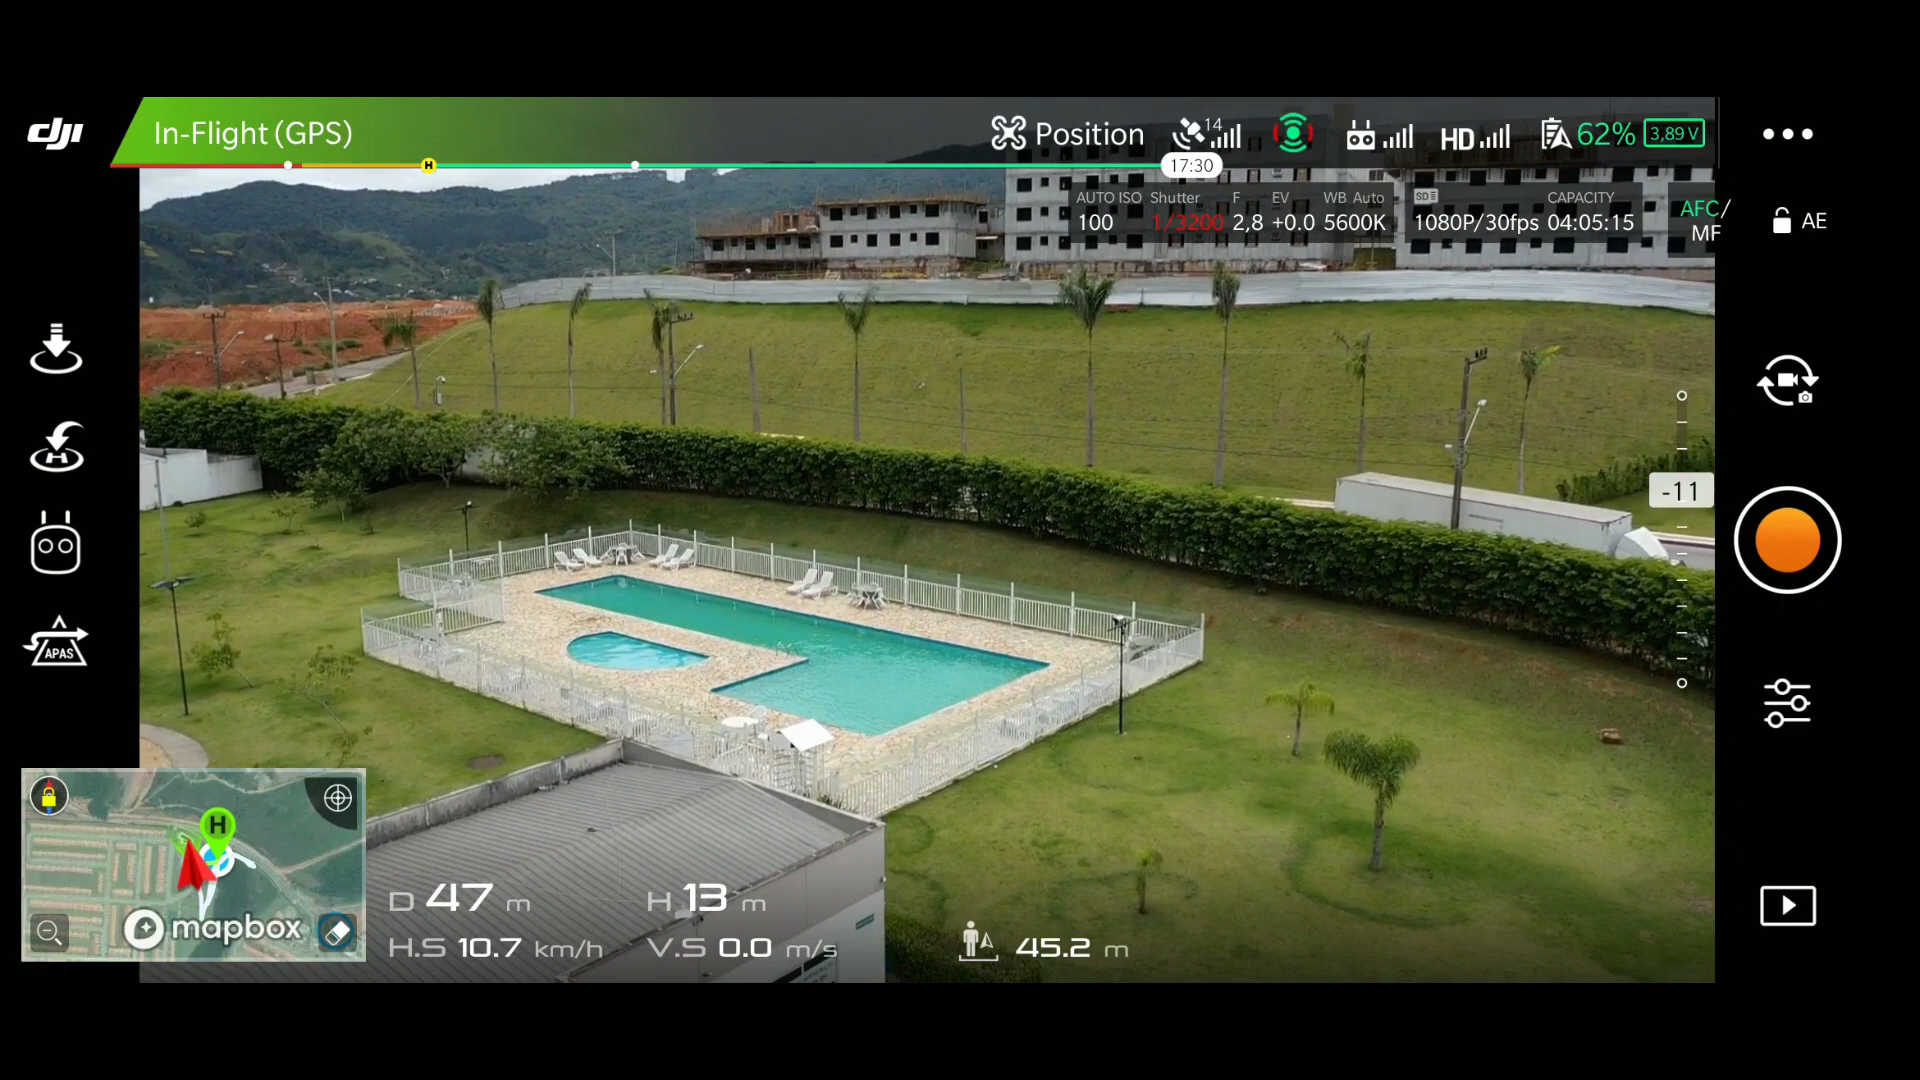 dji
In-Flight (GPS)
Position
14
HD
62%
3,89 V
H
17:30
AUTO ISO Shutter F EV WB Auto
100 1/3200 2,8 +0.0 5600K
SD CAPACITY
1080P/30fps 04:05:15
AFC/
MF
AE
H
APAS
-11
H
mapbox
D 47 m H 13 m
H.S 10.7 km/h V.S 0.0 m/s
45.2 m